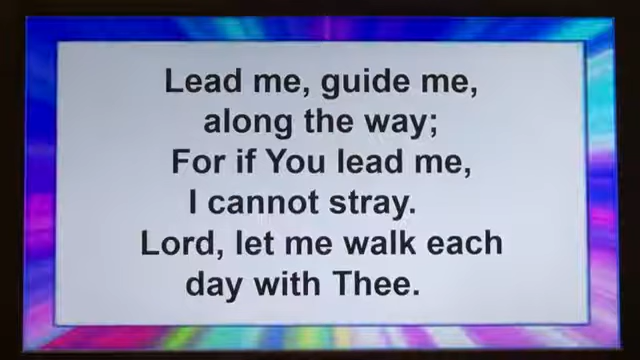 Lead me, guide me,
along the way;
For if You lead me,
I cannot stray.
Lord, let me walk each
day with Thee.